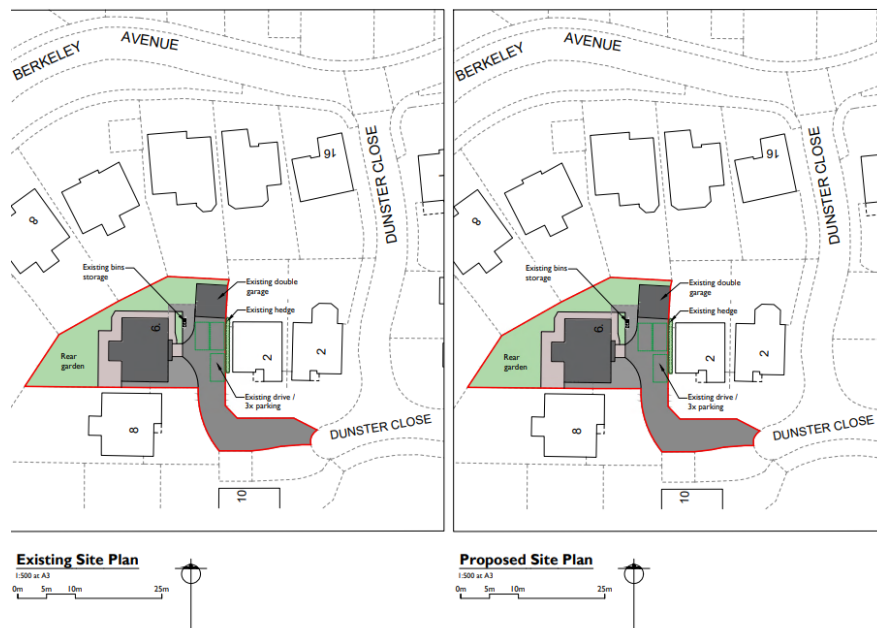 BERKELEY AVENUE
DUNSTER CLOSE
16
8
Existing bins
storage
Existing double
garage
Existing hedge
6.
2
2
Rear
garden
Existing drive /
3x parking
8
DUNSTER CLOSE
10
Existing Site Plan
1:500 at A3
0m 5m 10m 25m
BERKELEY AVENUE
DUNSTER CLOSE
16
8
Existing bins
storage
Existing double
garage
Existing hedge
6.
2
2
Rear
garden
Existing drive /
3x parking
8
DUNSTER CLOSE
10
Proposed Site Plan
1:500 at A3
0m 5m 10m 25m